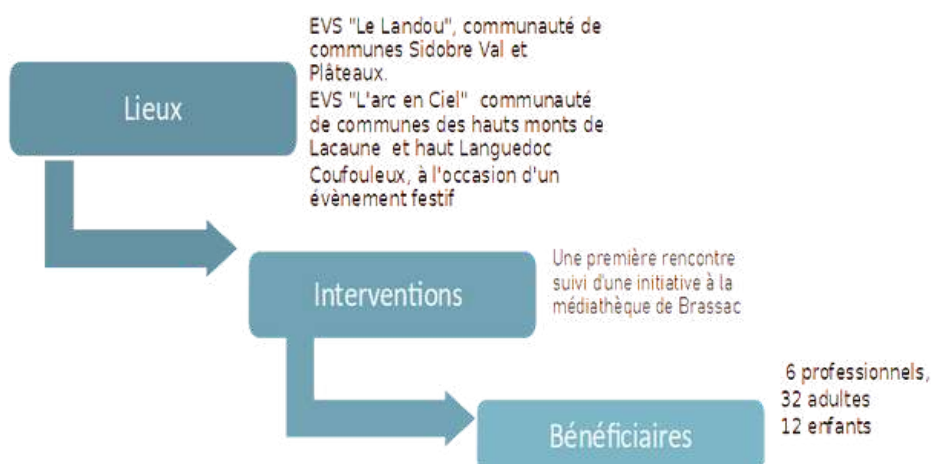 Lieux
EVS "Le Landou", communauté de
communes Sidobre Val et
Plâteaux.
EVS "L'arc en Ciel" communauté
de communes des hauts monts de
Lacaune et haut Languedoc
Coufouleux, à l'occasion d'un
évènement festif
Interventions
Une première rencontre
suivi d'une initiative à la
médiathèque de Brassac
Bénéficiaires
6 professionnels,
32 adultes
12 enfants